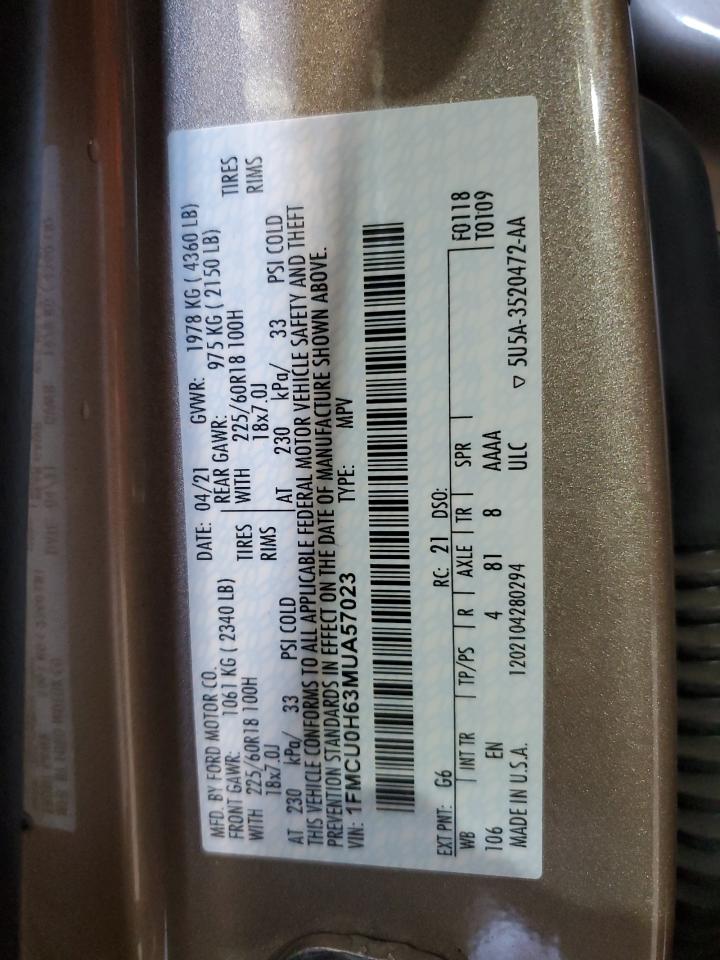 MFD. BY FORD MOTOR CO.
DATE: 04/21 GVWR: 1978 KG ( 4360 LB)
FRONT GAWR: 1061 KG ( 2340 LB) REAR GAWR: 975 KG ( 2150 LB)
WITH 225/60R18 100H TIRES WITH 225/60R18 100H TIRES
18x7.0J RIMS 18x7.0J RIMS
AT 230 kPa/ 33 PSI COLD AT 230 kPa/ 33 PSI COLD
THIS VEHICLE CONFORMS TO ALL APPLICABLE FEDERAL MOTOR VEHICLE SAFETY AND THEFT
PREVENTION STANDARDS IN EFFECT ON THE DATE OF MANUFACTURE SHOWN ABOVE.
VIN: 1FMCU0H63MUA57023 TYPE: MPV
EXT PNT: G6 RC: 21 DSO: F0118
WB INT TR TP/PS R AXLE TR SPR T0109
106 EN 4 81 8 AAAA
MADE IN U.S.A. 1202104280294 ULC ▽ 5U5A-3520472-AA